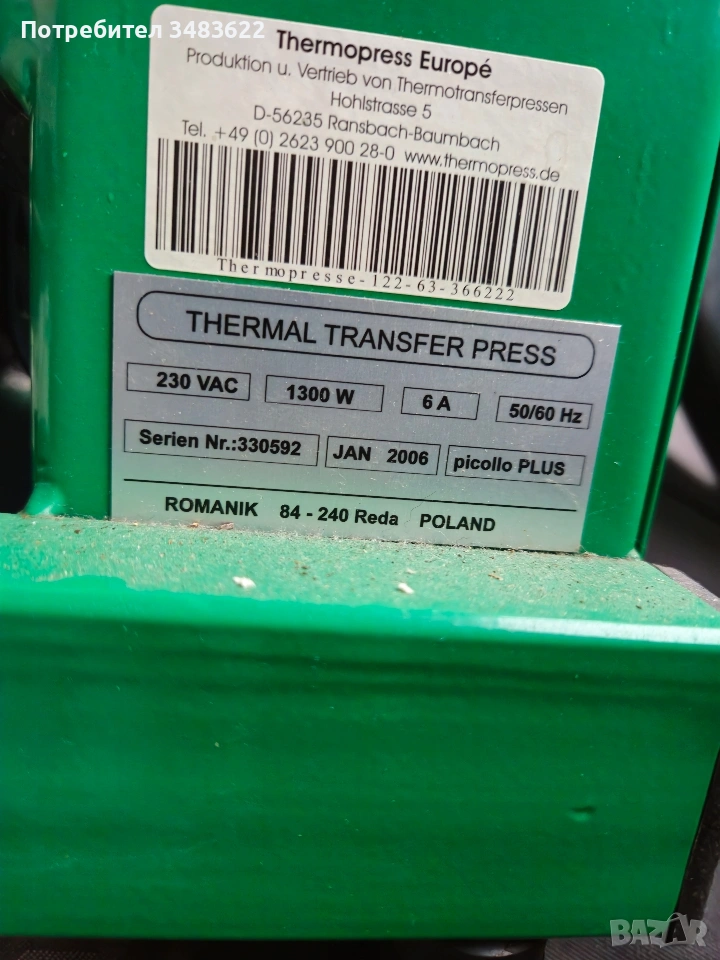 Потребител 3483622
Thermopress Europé
Produktion u. Vertrieb von Thermotransferpressen
Hohlstrasse 5
D-56235 Ransbach-Baumbach
Tel. +49 (0) 2623 900 28-0 www.thermopress.de
Thermopresse-122-63-366222
THERMAL TRANSFER PRESS
230 VAC 1300 W 6 A 50/60 Hz
Serien Nr.:330592 JAN 2006 picollo PLUS
ROMANIK 84 - 240 Reda POLAND
BAZAR